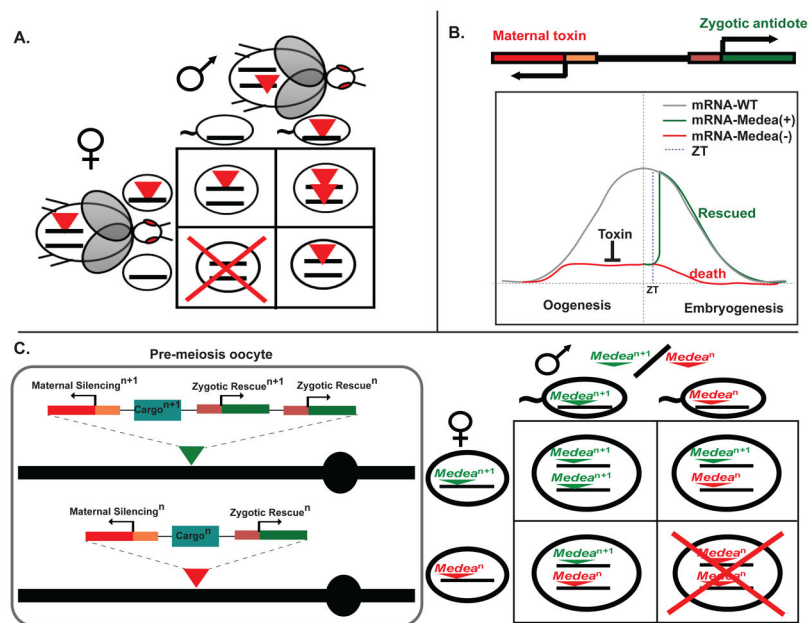 A.
B.
Maternal toxin
Zygotic antidote
mRNA-WT
mRNA-Medea(+)
mRNA-Medea(-)
ZT
Rescued
Toxin
death
ZT
Oogenesis
Embryogenesis
C.
Pre-meiosis oocyte
Maternal Silencing^n+1
Cargo^n+1
Zygotic Rescue^n+1
Zygotic Rescue^n
Maternal Silencing^n
Cargo^n
Zygotic Rescue^n
Medea^n+1
Medea^n
Medea^n+1
Medea^n
Medea^n+1
Medea^n+1
Medea^n+1
Medea^n+1
Medea^n
Medea^n
Medea^n+1
Medea^n
Medea^n
Medea^n